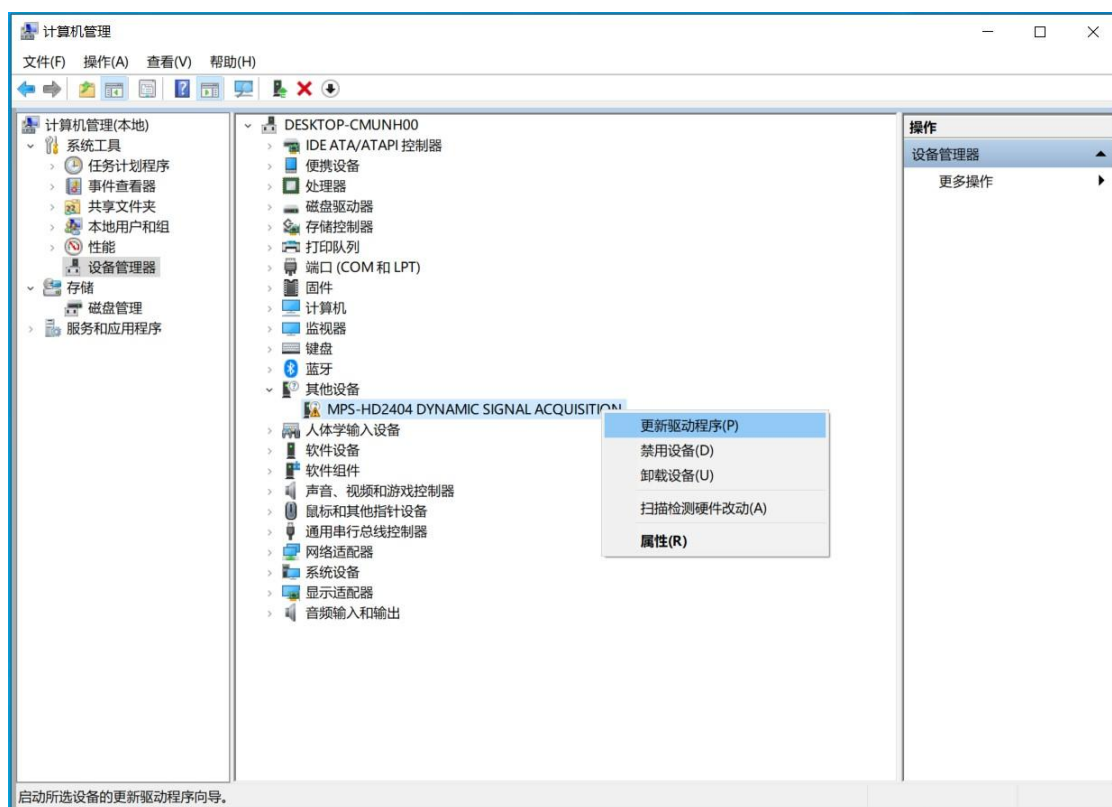 计算机管理
文件(F) 操作(A) 查看(V) 帮助(H)
计算机管理(本地)
系统工具
任务计划程序
事件查看器
共享文件夹
本地用户和组
性能
设备管理器
存储
磁盘管理
服务和应用程序
DESKTOP-CMUNH00
IDE ATA/ATAPI 控制器
便携设备
处理器
磁盘驱动器
存储控制器
打印队列
端口 (COM 和 LPT)
固件
计算机
监视器
键盘
蓝牙
其他设备
MPS-HD2404 DYNAMIC SIGNAL ACQUISITION
人体学输入设备
软件设备
软件组件
声音、视频和游戏控制器
鼠标和其他指针设备
通用串行总线控制器
网络适配器
系统设备
显示适配器
音频输入和输出
更新驱动程序(P)
禁用设备(D)
卸载设备(U)
扫描检测硬件改动(A)
属性(R)
操作
设备管理器
更多操作
启动所选设备的更新驱动程序向导。